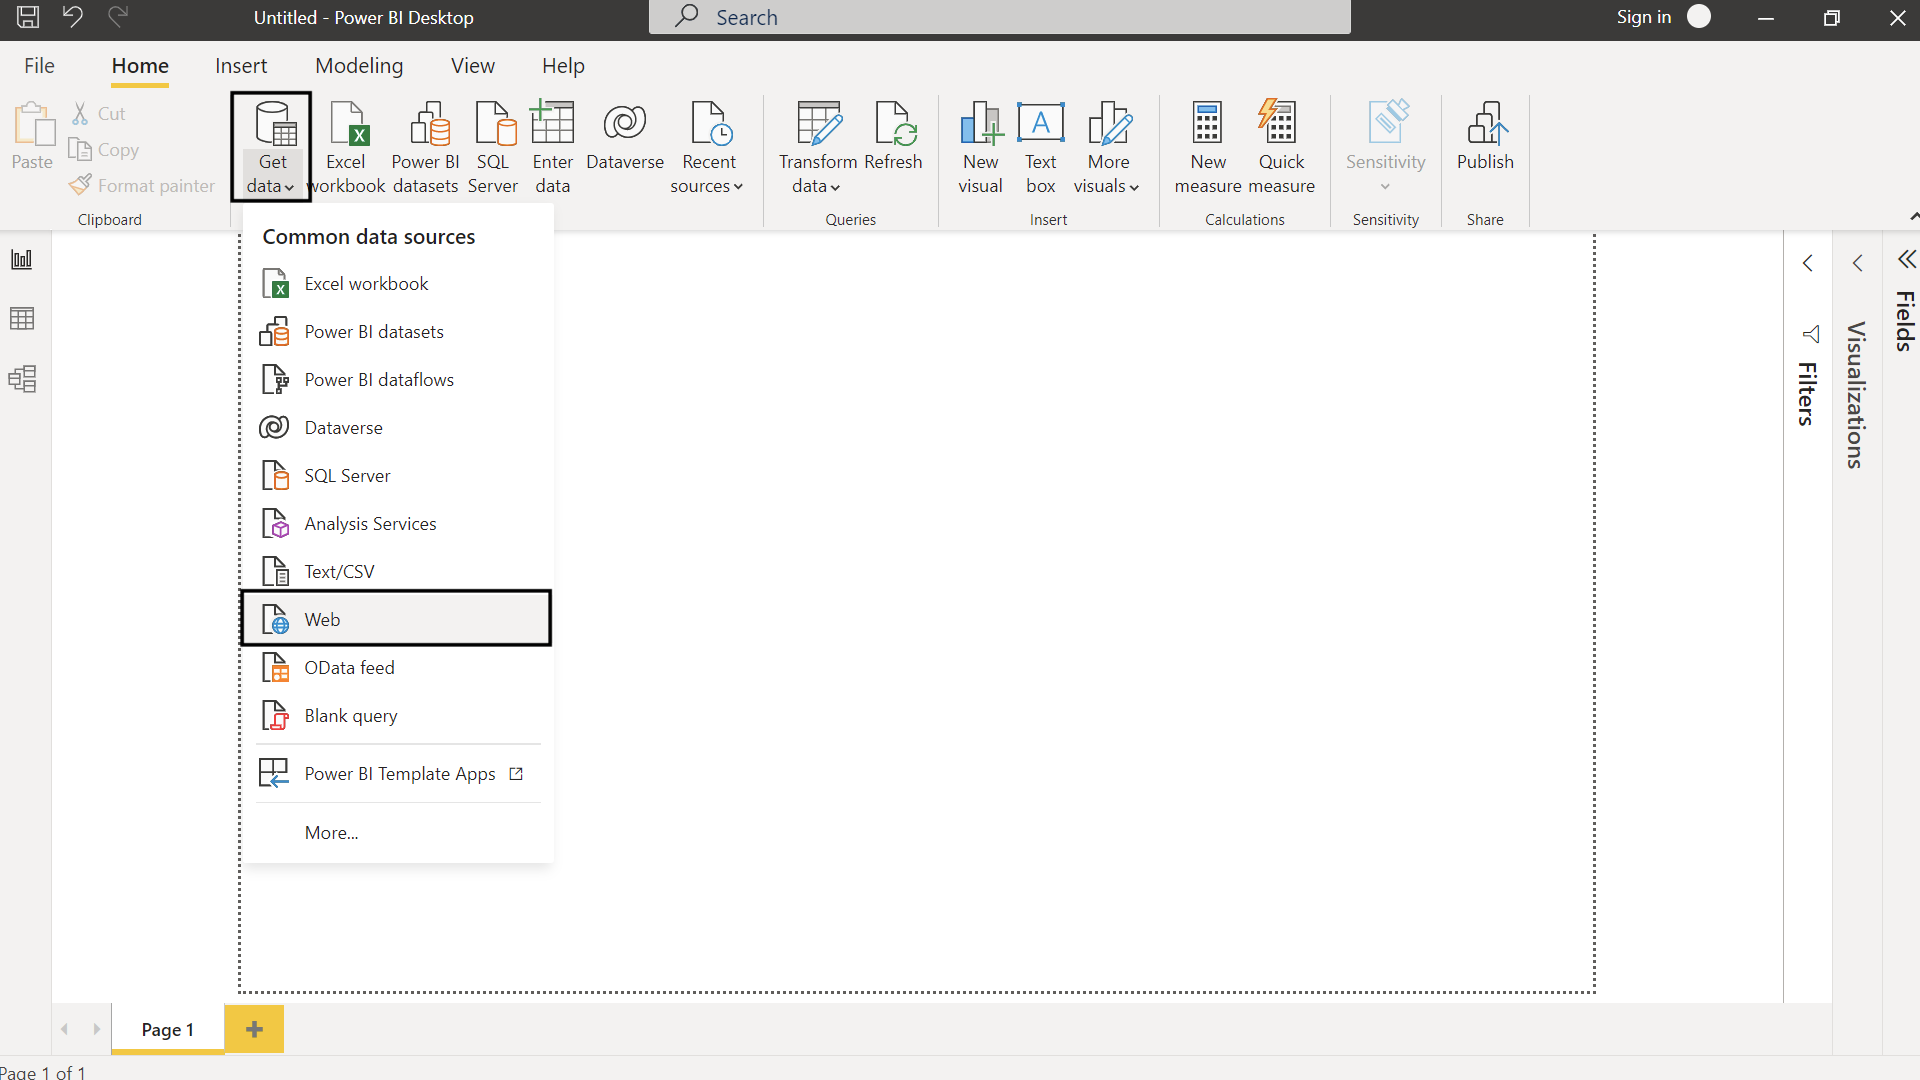 Untitled - Power BI Desktop
Search
Sign in
File Home Insert Modeling View Help
Paste
Cut
Copy
Format painter
Clipboard
Get data
Excel workbook
Power BI datasets
SQL Server
Enter data
Dataverse
Recent sources
Transform data
Refresh
Queries
New visual
Text box
More visuals
Insert
New measure
Quick measure
Calculations
Sensitivity
Sensitivity
Publish
Share
Common data sources
Excel workbook
Power BI datasets
Power BI dataflows
Dataverse
SQL Server
Analysis Services
Text/CSV
Web
OData feed
Blank query
Power BI Template Apps
More...
Filters
Visualizations
Fields
Page 1
Page 1 of 1